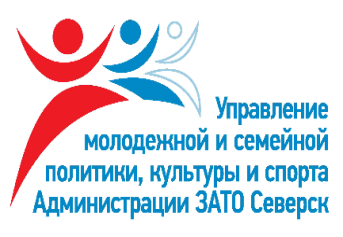 Управление
молодежной и семейной
политики, культуры и спорта
Администрации ЗАТО Северск